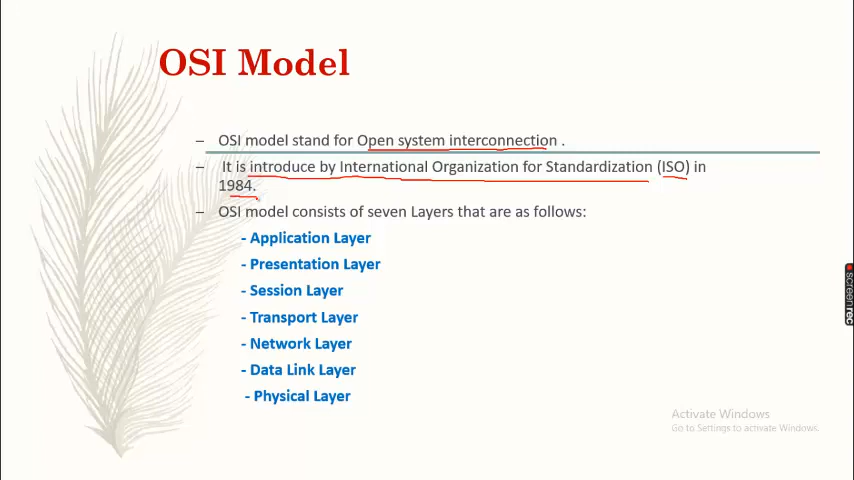 OSI Model
– OSI model stand for Open system interconnection .
– It is introduce by International Organization for Standardization (ISO) in
1984.
– OSI model consists of seven Layers that are as follows:
- Application Layer
- Presentation Layer
- Session Layer
- Transport Layer
- Network Layer
- Data Link Layer
- Physical Layer
screenrec
Activate Windows
Go to Settings to activate Windows.